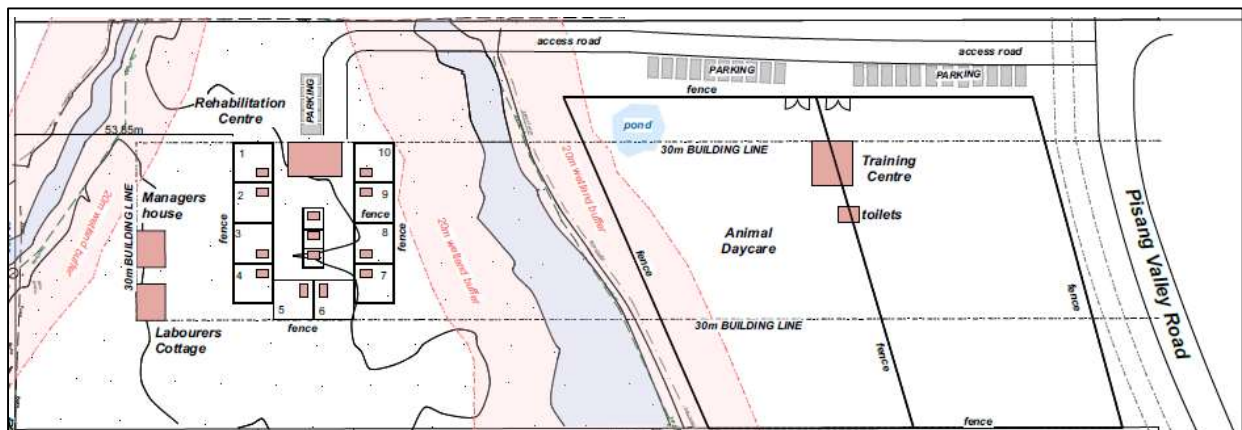 access road
access road
PARKING
PARKING
fence
Rehabilitation
Centre
PARKING
pond
53.85m
30m BUILDING LINE
Training
Centre
1
10
2
9
Managers
house
fence
toilets
3
8
fence
fence
30m BUILDING LINE
20m wetland buffer
20m wetland buffer
20m wetland buffer
Animal
Daycare
fence
fence
Pisang Valley Road
4
7
5
6
fence
Labourers
Cottage
30m BUILDING LINE
fence
fence